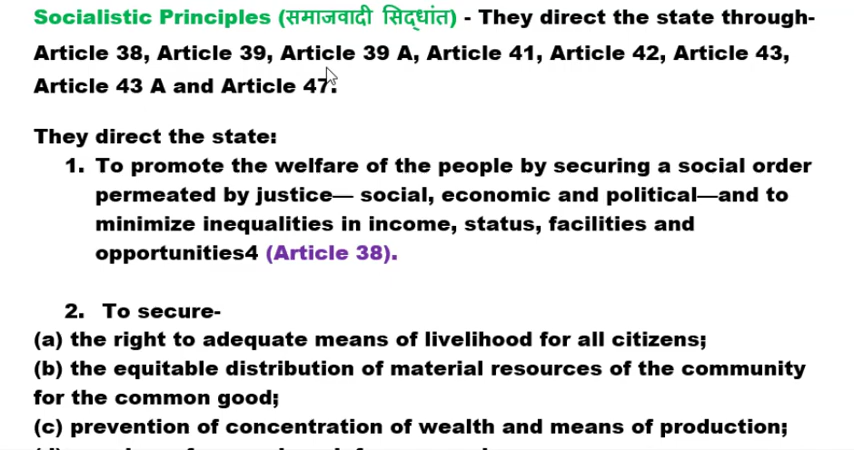 Socialistic Principles (समाजवादी सिद्धांत) - They direct the state through-
Article 38, Article 39, Article 39 A, Article 41, Article 42, Article 43,
Article 43 A and Article 47.
They direct the state:
1. To promote the welfare of the people by securing a social order
permeated by justice— social, economic and political—and to
minimize inequalities in income, status, facilities and
opportunities4 (Article 38).
2. To secure-
(a) the right to adequate means of livelihood for all citizens;
(b) the equitable distribution of material resources of the community
for the common good;
(c) prevention of concentration of wealth and means of production;